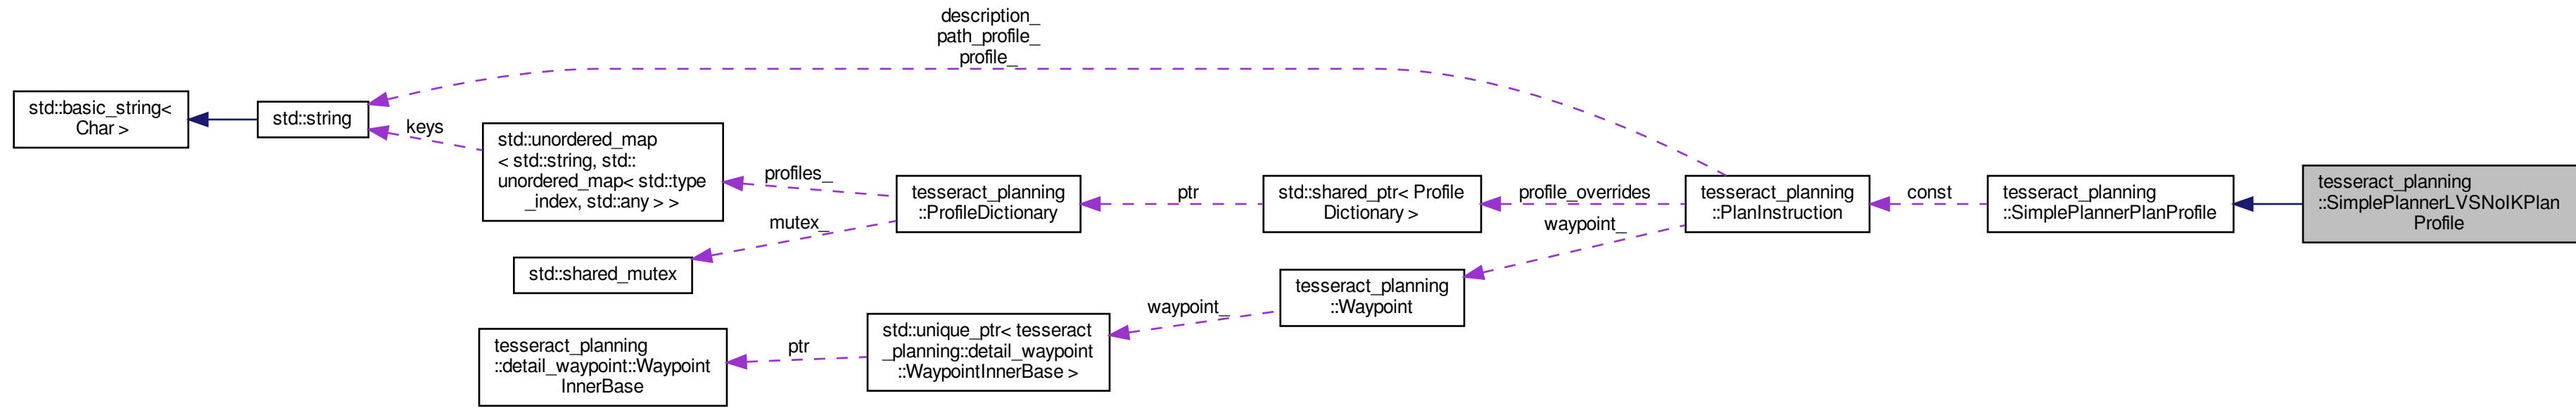 description_
path_profile_
profile_
std::basic_string<
Char >
std::string
keys
std::unordered_map
< std::string, std::
unordered_map< std::type
_index, std::any > >
profiles_
mutex_
std::shared_mutex
tesseract_planning
::ProfileDictionary
ptr
std::shared_ptr< Profile
Dictionary >
profile_overrides
waypoint_
tesseract_planning
::PlanInstruction
const
tesseract_planning
::SimplePlannerPlanProfile
tesseract_planning
::SimplePlannerLVSNoIKPlan
Profile
tesseract_planning
::Waypoint
waypoint_
std::unique_ptr< tesseract
_planning::detail_waypoint
::WaypointInnerBase >
ptr
tesseract_planning
::detail_waypoint::Waypoint
InnerBase